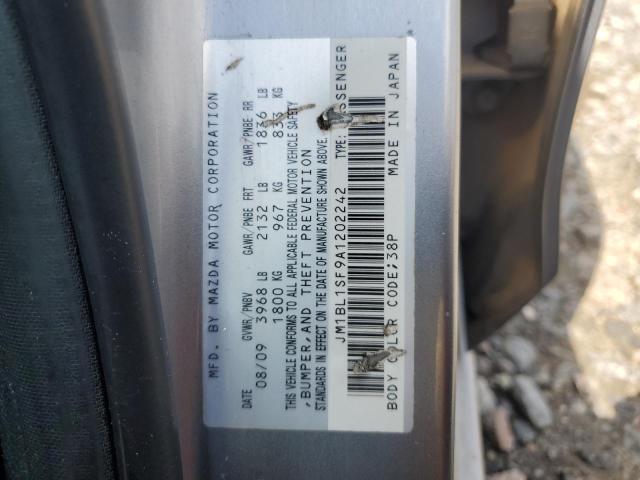 MFD. BY MAZDA MOTOR CORPORATION
DATE GVWR/PNBV GAWR/PNBE FRT GAWR/PNBE RR
08/09 3968 LB 2132 LB 1836 LB
1800 KG 967 KG 833 KG
THIS VEHICLE CONFORMS TO ALL APPLICABLE FEDERAL MOTOR VEHICLE SAFETY
,BUMPER,AND THEFT PREVENTION
STANDARDS IN EFFECT ON THE DATE OF MANUFACTURE SHOWN ABOVE.
JM1BL1SF9A1202242 TYPE:
BODY COLOR CODE;38P MADE IN JAPAN